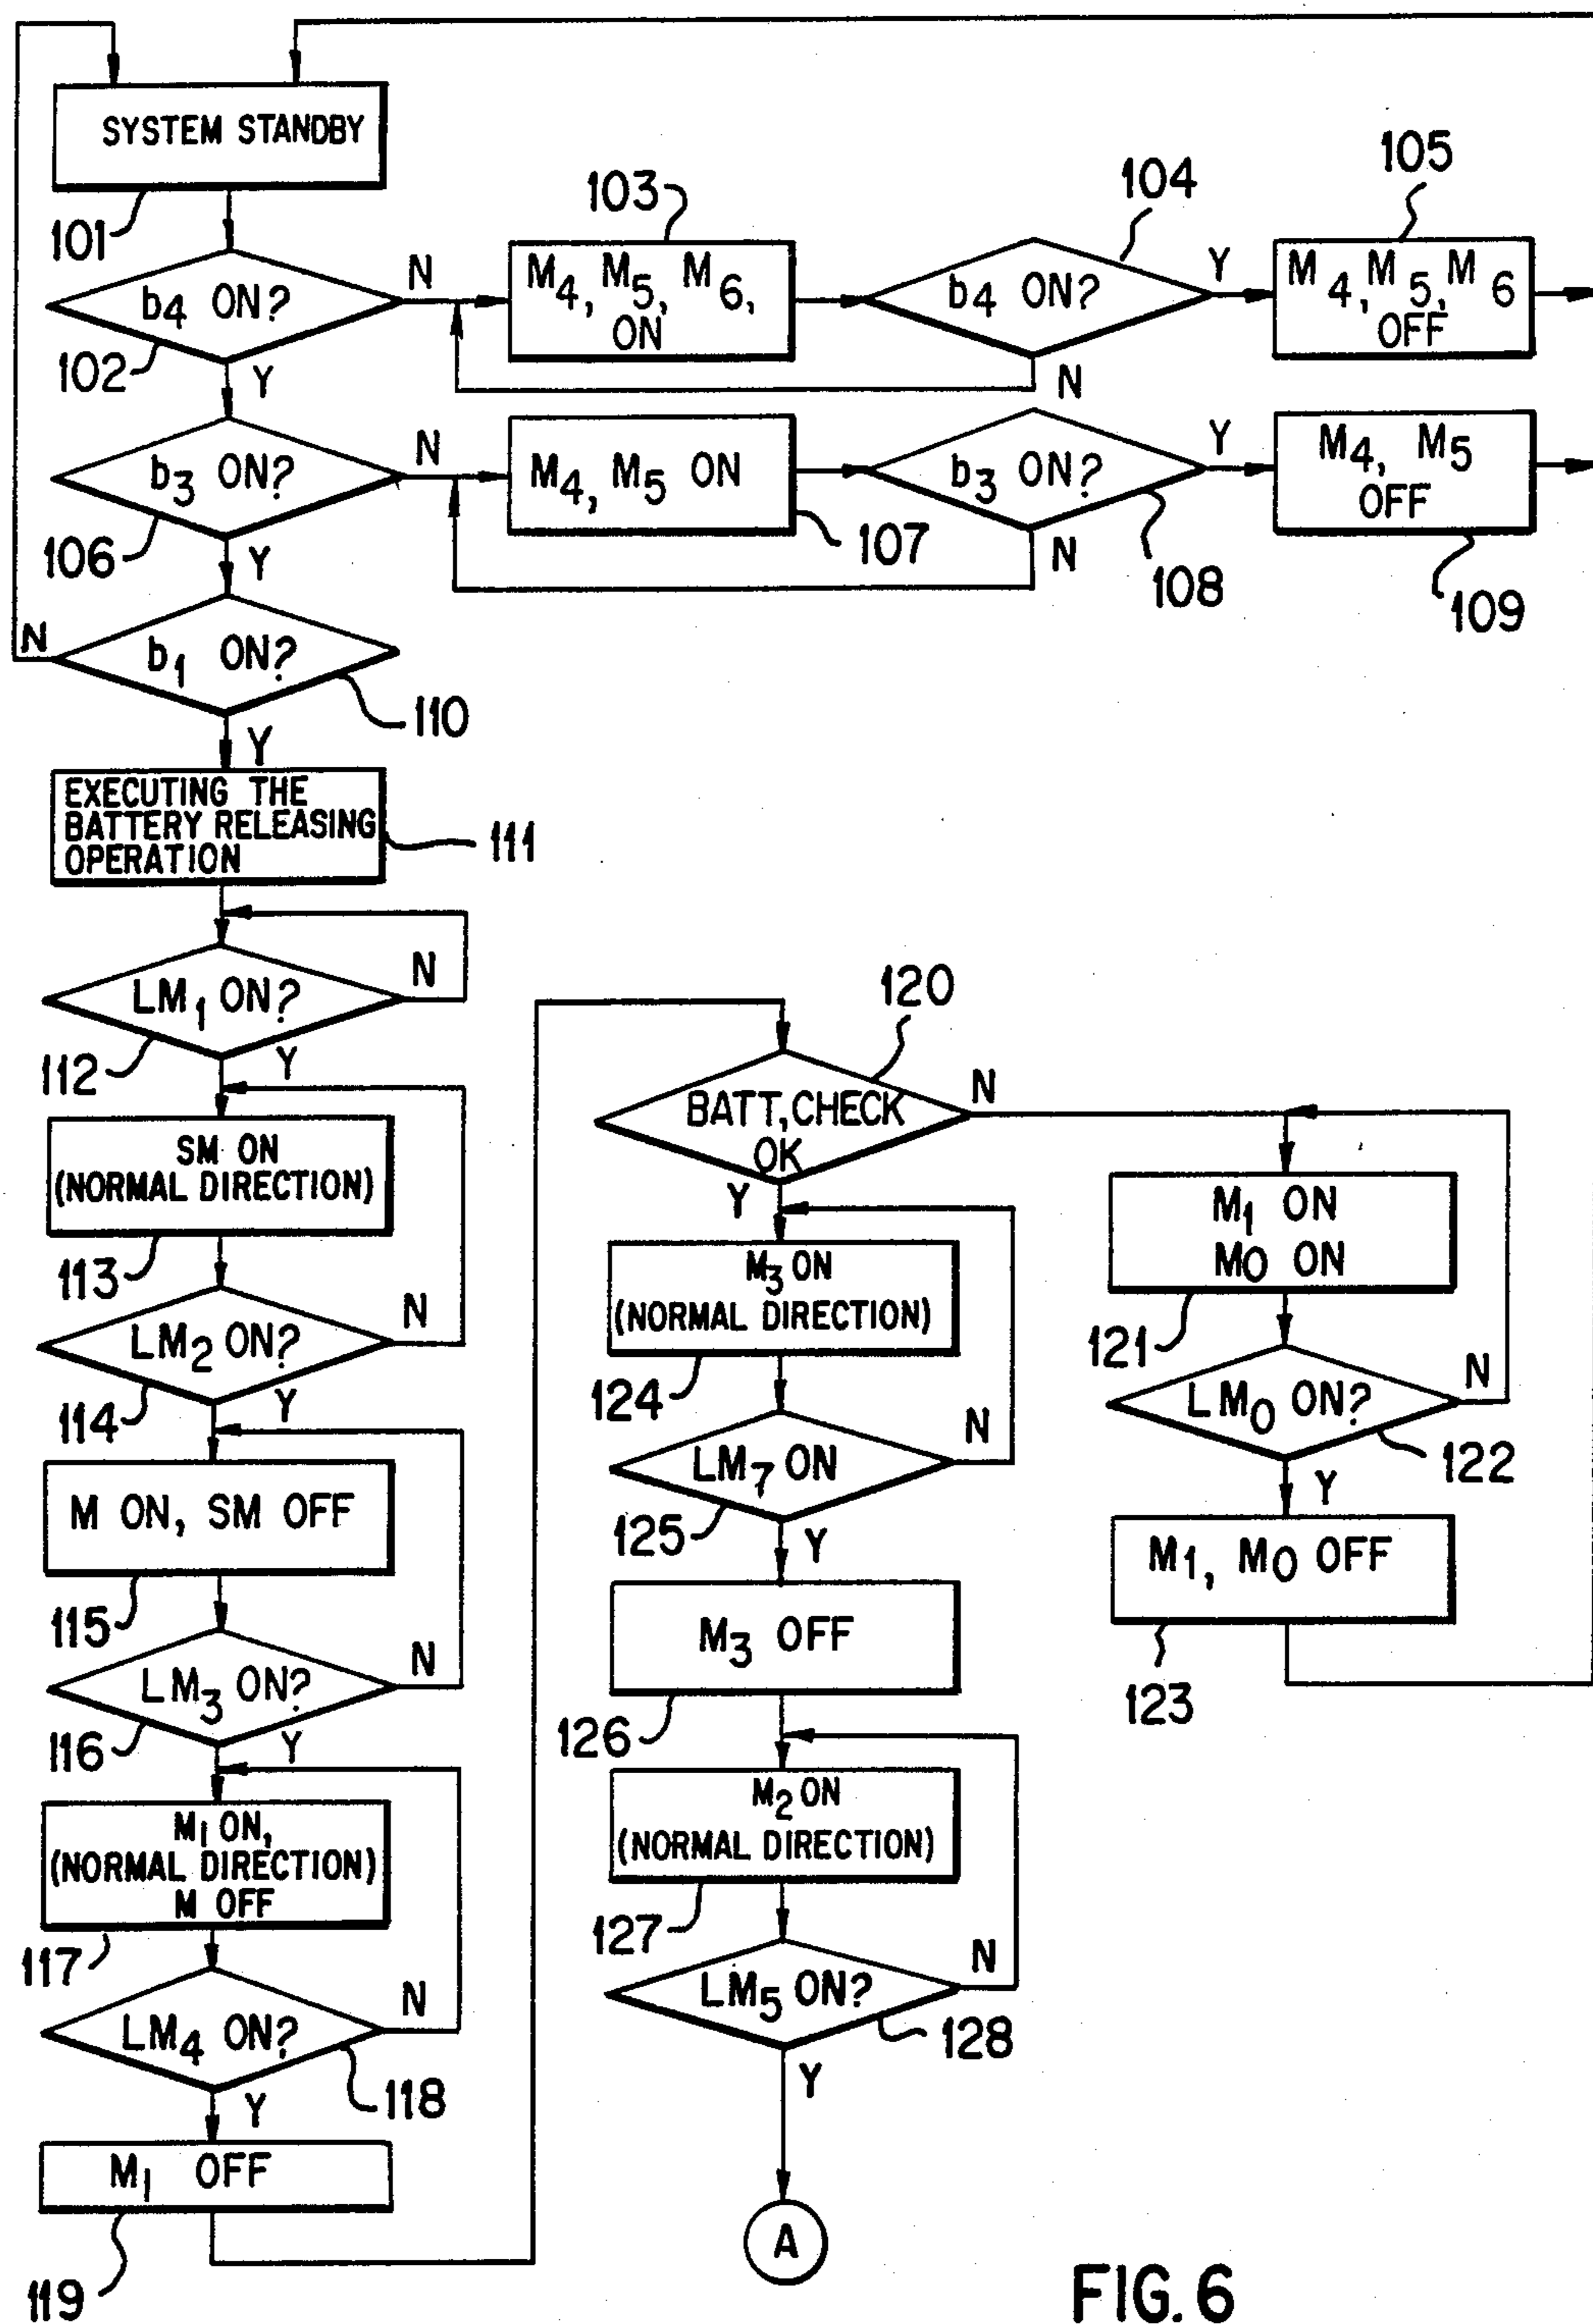 SYSTEM STANDBY
101
b4 ON?
102
N
Y
103
M4, M5, M6,
ON
104
b4 ON?
Y
N
105
M4, M5, M6
OFF
b3 ON?
106
N
Y
M4, M5 ON
107
b3 ON?
108
Y
N
M4, M5
OFF
109
N
b1 ON?
110
Y
EXECUTING THE
BATTERY RELEASING
OPERATION
111
LM1 ON?
N
112
Y
SM ON
(NORMAL DIRECTION)
113
LM2 ON?
N
114
Y
M ON, SM OFF
115
LM3 ON?
N
116
Y
M1 ON,
(NORMAL DIRECTION)
M OFF
117
LM4 ON?
N
118
Y
M1 OFF
119
120
BATT, CHECK
OK
N
Y
M3 ON
(NORMAL DIRECTION)
124
LM7 ON
N
125
Y
M3 OFF
126
M2 ON
(NORMAL DIRECTION)
127
LM5 ON?
N
128
Y
A
M1 ON
M0 ON
121
LM0 ON?
N
122
Y
M1, M0 OFF
123
FIG. 6